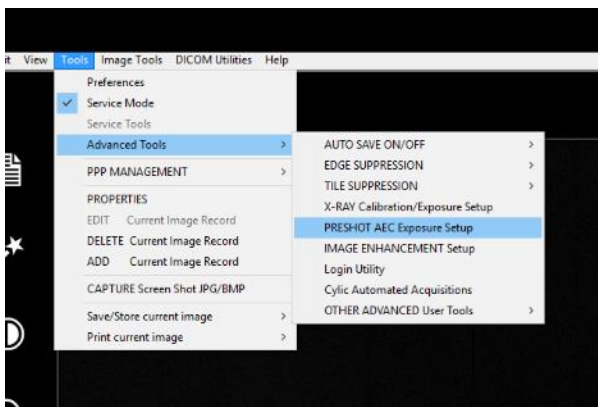 it View Tools Image Tools DICOM Utilities Help
Preferences
Service Mode
Service Tools
Advanced Tools
PPP MANAGEMENT
PROPERTIES
EDIT Current Image Record
DELETE Current Image Record
ADD Current Image Record
CAPTURE Screen Shot JPG/BMP
Save/Store current image
Print current image
AUTO SAVE ON/OFF
EDGE SUPPRESSION
TILE SUPPRESSION
X-RAY Calibration/Exposure Setup
PRESHOT AEC Exposure Setup
IMAGE ENHANCEMENT Setup
Login Utility
Cylic Automated Acquisitions
OTHER ADVANCED User Tools